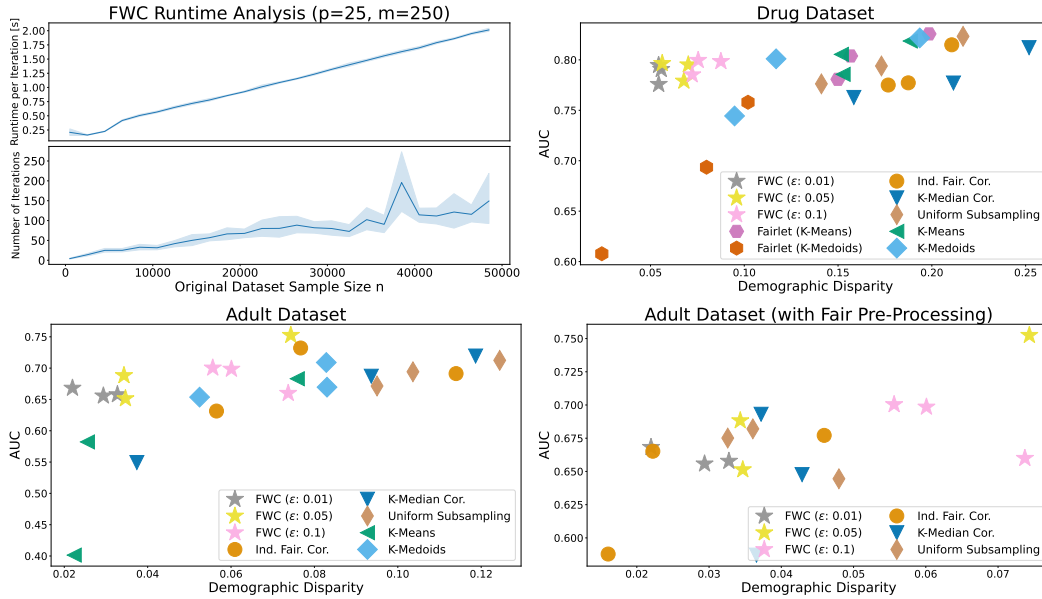 FWC Runtime Analysis (p=25, m=250)
Runtime per Iteration [s]
2.00
1.75
1.50
1.25
1.00
0.75
0.50
0.25
Number of Iterations
250
200
150
100
50
0
0 10000 20000 30000 40000 50000
Original Dataset Sample Size n
Drug Dataset
AUC
0.80
0.75
0.70
0.65
0.60
FWC (ε: 0.01)
FWC (ε: 0.05)
FWC (ε: 0.1)
Fairlet (K-Means)
Fairlet (K-Medoids)
Ind. Fair. Cor.
K-Median Cor.
Uniform Subsampling
K-Means
K-Medoids
0.05 0.10 0.15 0.20 0.25
Demographic Disparity
Adult Dataset
AUC
0.75
0.70
0.65
0.60
0.55
0.50
0.45
0.40
FWC (ε: 0.01)
FWC (ε: 0.05)
FWC (ε: 0.1)
Ind. Fair. Cor.
K-Median Cor.
Uniform Subsampling
K-Means
K-Medoids
0.02 0.04 0.06 0.08 0.10 0.12
Demographic Disparity
Adult Dataset (with Fair Pre-Processing)
AUC
0.750
0.725
0.700
0.675
0.650
0.625
0.600
FWC (ε: 0.01)
FWC (ε: 0.05)
FWC (ε: 0.1)
Ind. Fair. Cor.
K-Median Cor.
Uniform Subsampling
0.02 0.03 0.04 0.05 0.06 0.07
Demographic Disparity